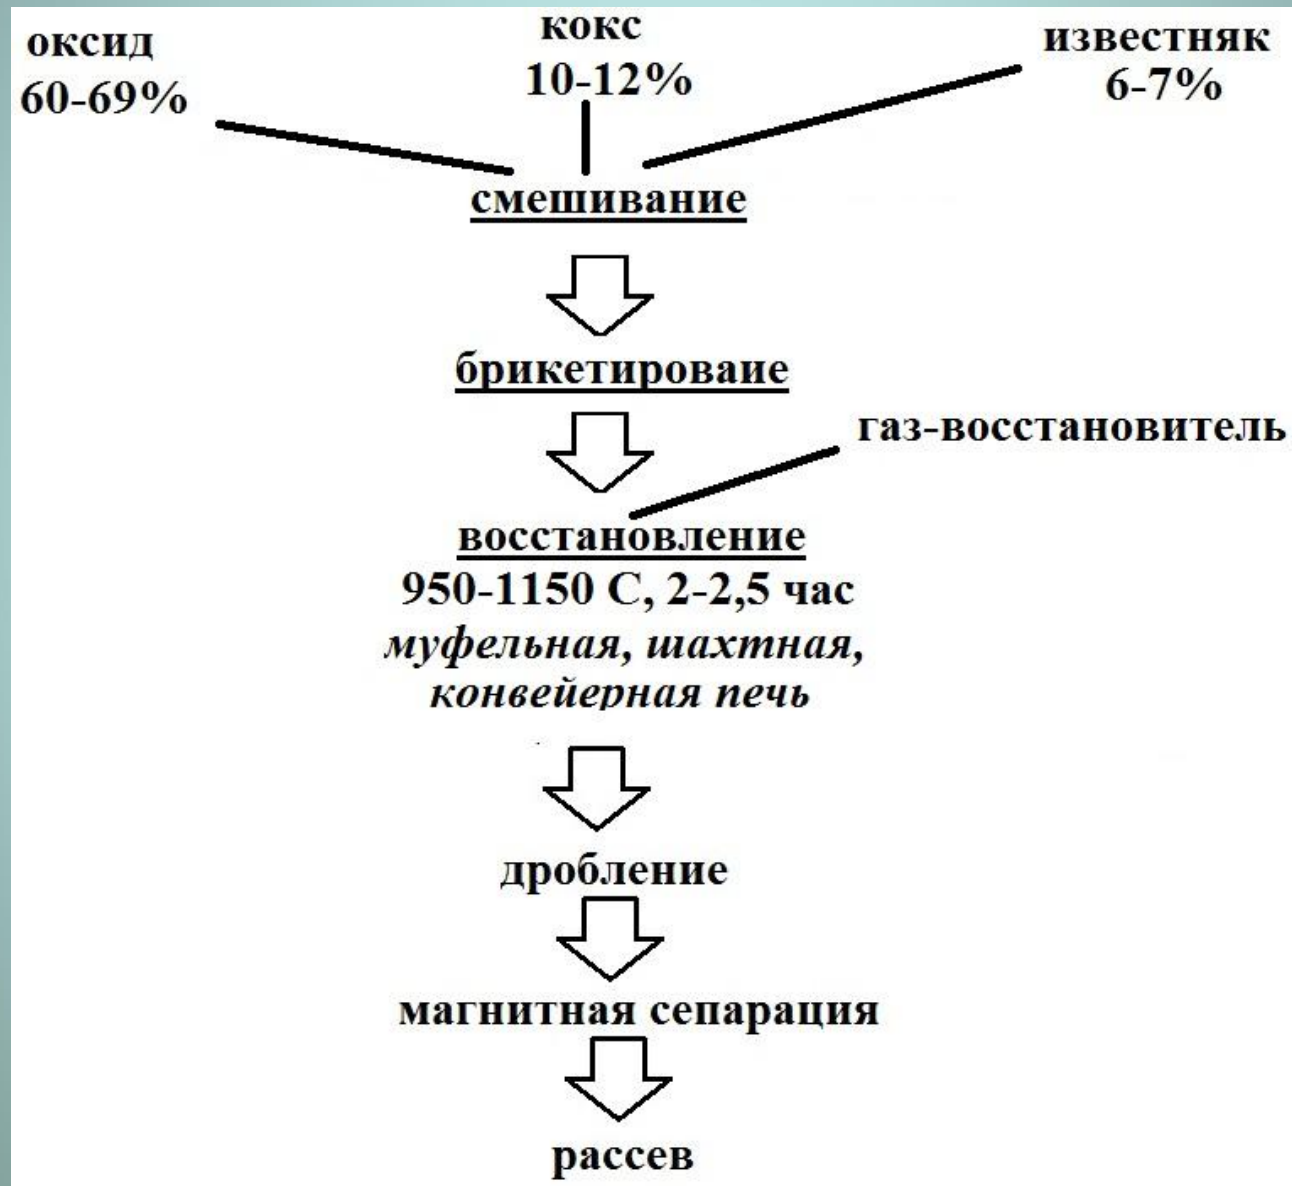 оксид
60-69%
кокс
10-12%
известняк
6-7%
смешивание
брикетироваие
газ-восстановитель
восстановление
950-1150 С, 2-2,5 час
муфельная, шахтная,
конвейерная печь
дробление
магнитная сепарация
рассев